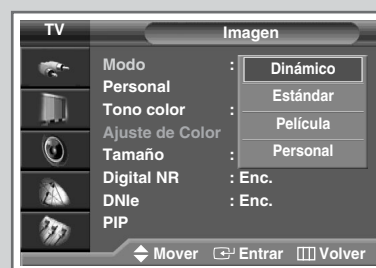 TV
Imagen
Modo :
Personal
Tono color :
Ajuste de Color
Tamaño :
Digital NR : Enc.
DNIe : Enc.
PIP
Dinámico
Estándar
Película
Personal
Mover Entrar Volver